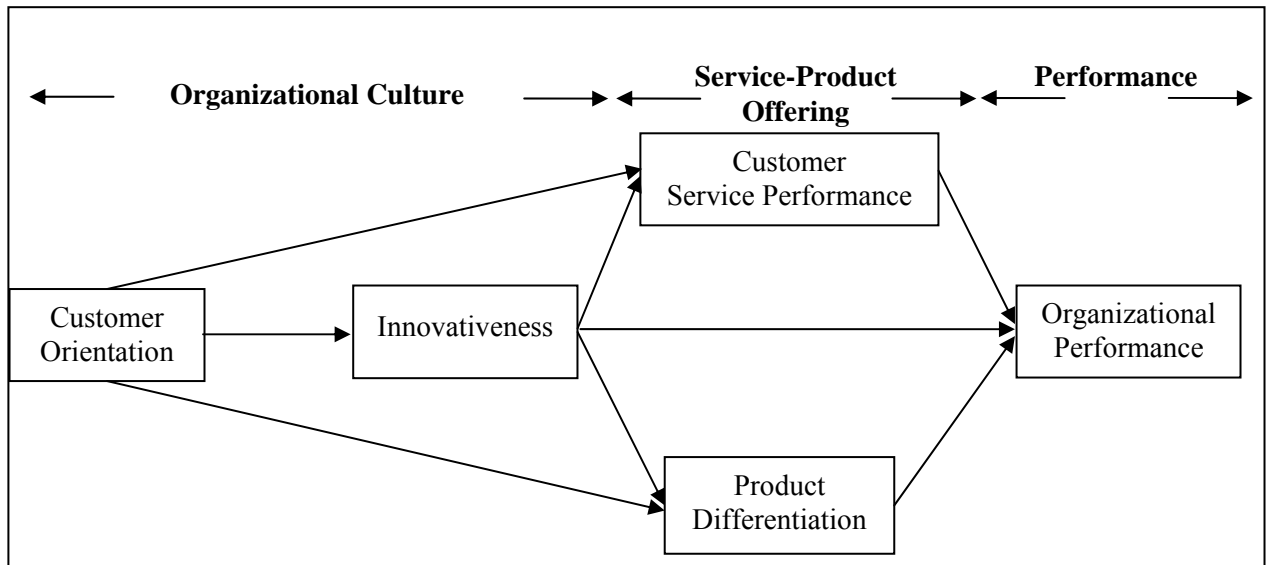 Organizational Culture
Service-Product
Offering
Performance
Customer
Service Performance
Customer
Orientation
Innovativeness
Organizational
Performance
Product
Differentiation